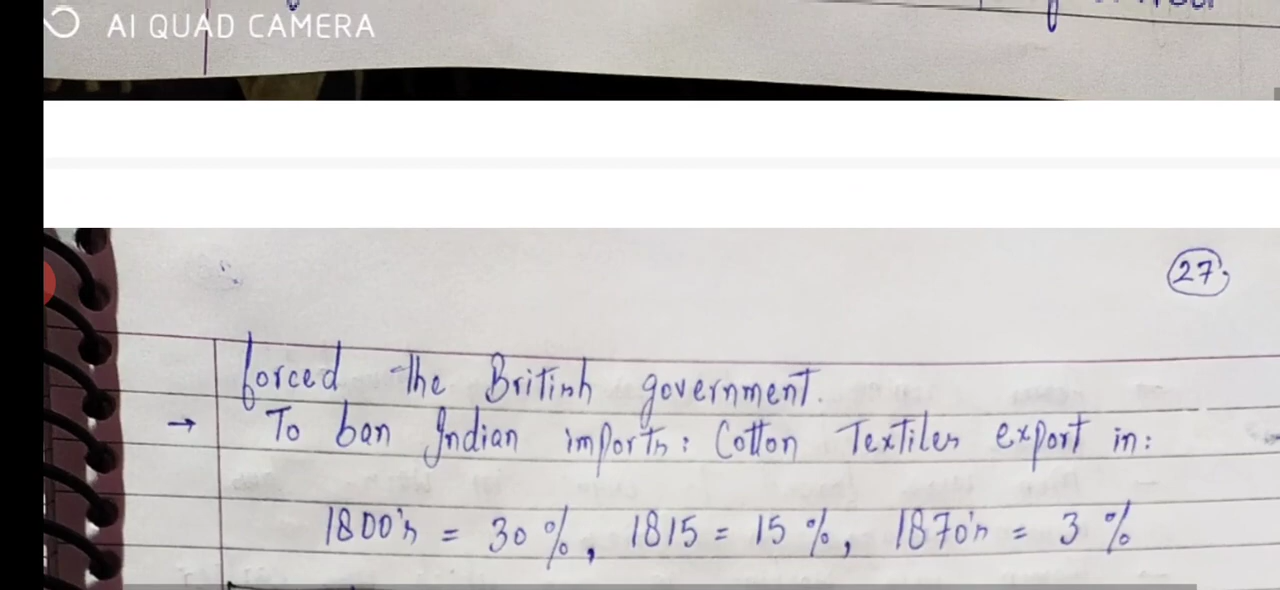 AI QUAD CAMERA
27.
forced the British government.
→ To ban Indian imports: Cotton Textiles export in:
1800's = 30%, 1815 = 15%, 1870's = 3%